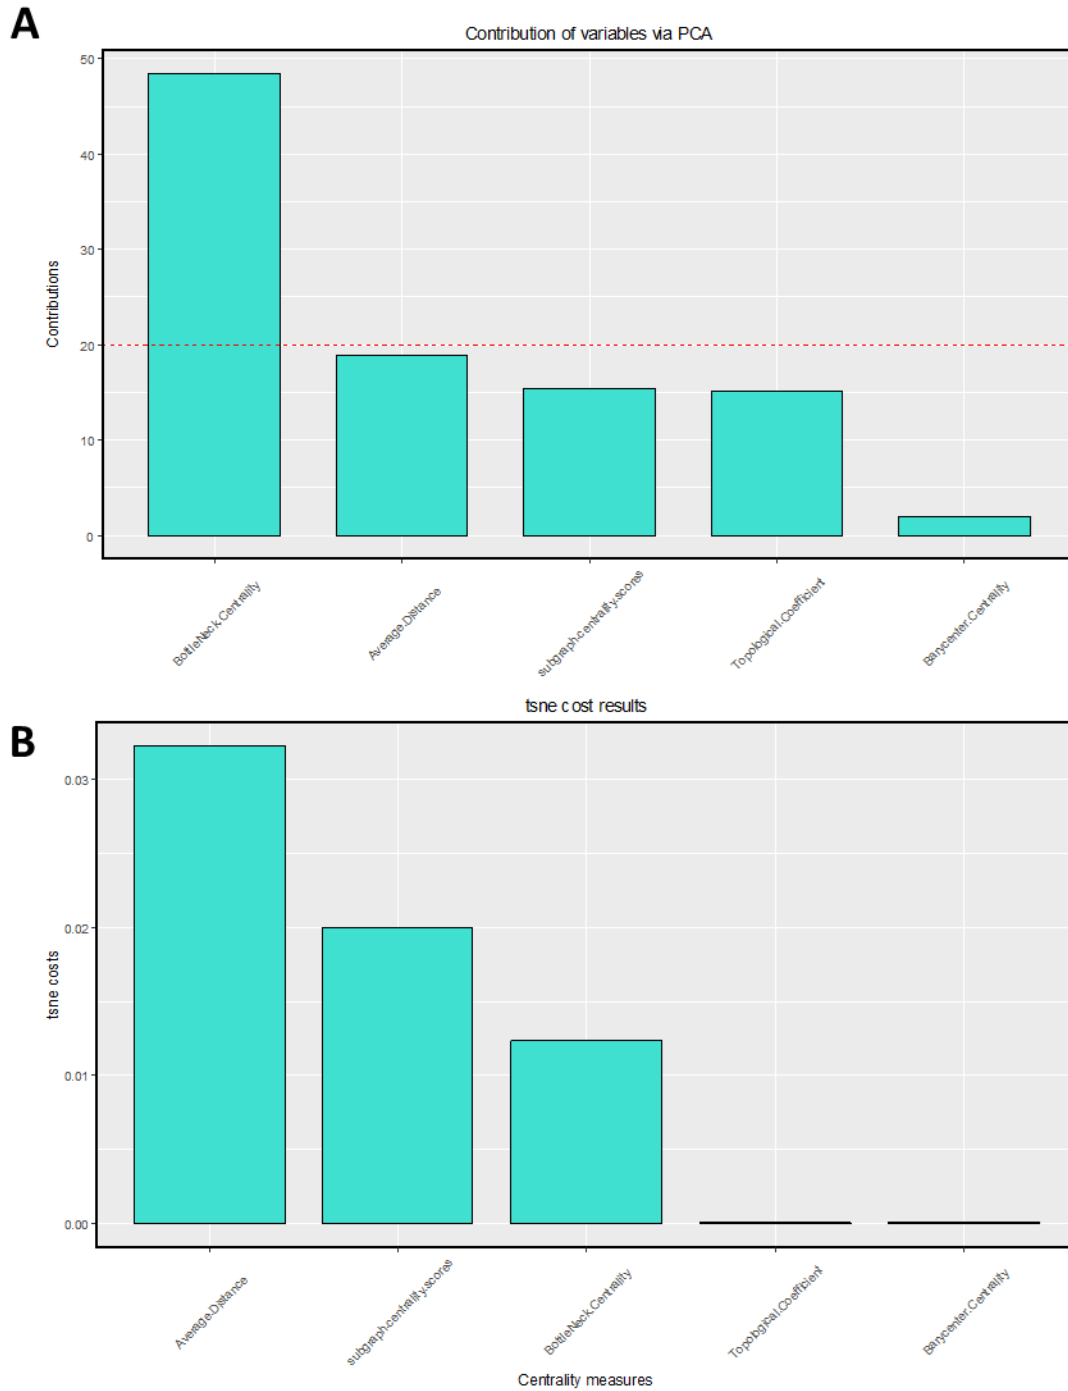 A
Contribution of variables via PCA
50
40
30
20
10
0
Contributions
BottleNeck.Centrality
Average.Distance
subgraph-centrality.scores
Topological.Coefficient
Barycenter.Centrality
B
tsne cost results
0.03
0.02
0.01
0.00
tsne costs
Average.Distance
subgraph-centrality.scores
BottleNeck.Centrality
Topological.Coefficient
Barycenter.Centrality
Centrality measures